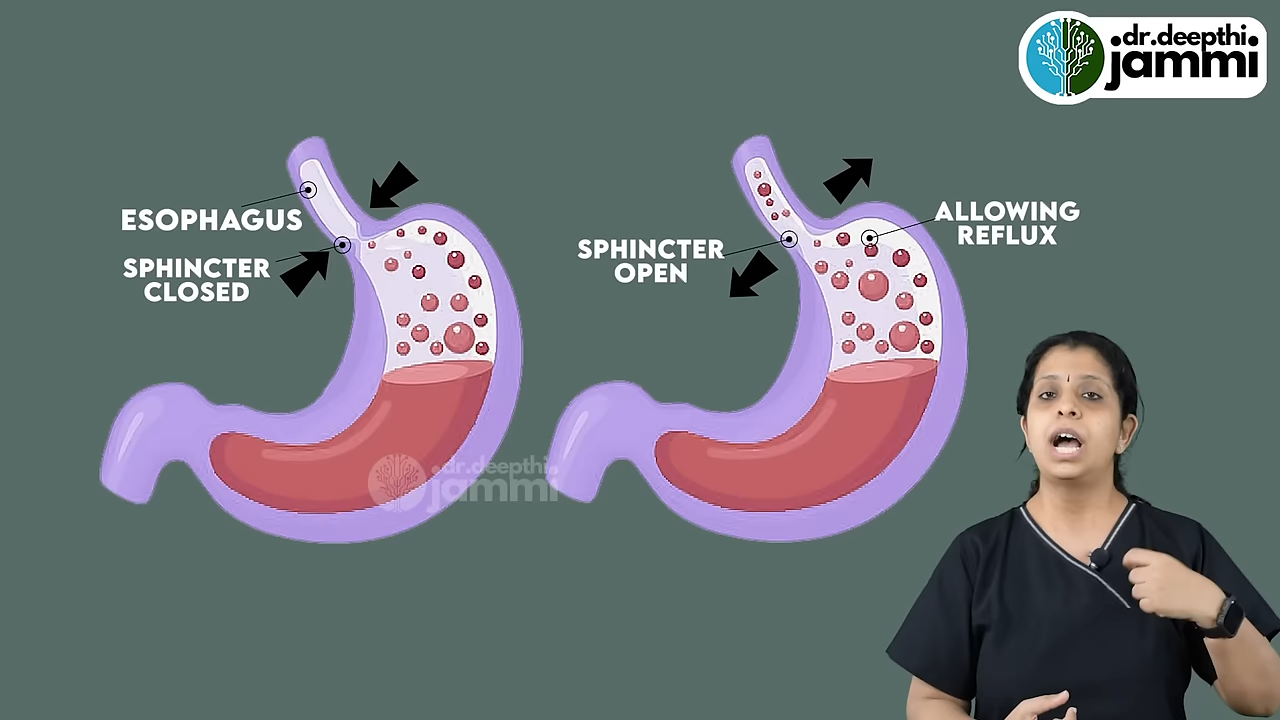 .dr.deepthi.
jammi
ESOPHAGUS
SPHINCTER
CLOSED
SPHINCTER
OPEN
ALLOWING
REFLUX
.dr.deepthi.
jammi